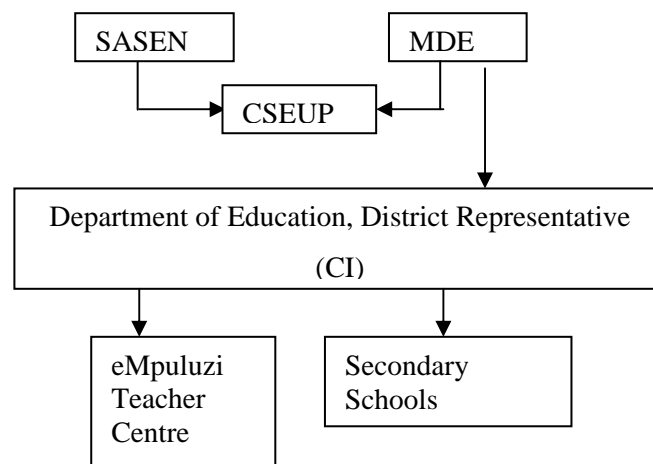 SASEN
MDE
CSEUP
Department of Education, District Representative
(CI)
eMpuluzi
Teacher
Centre
Secondary
Schools